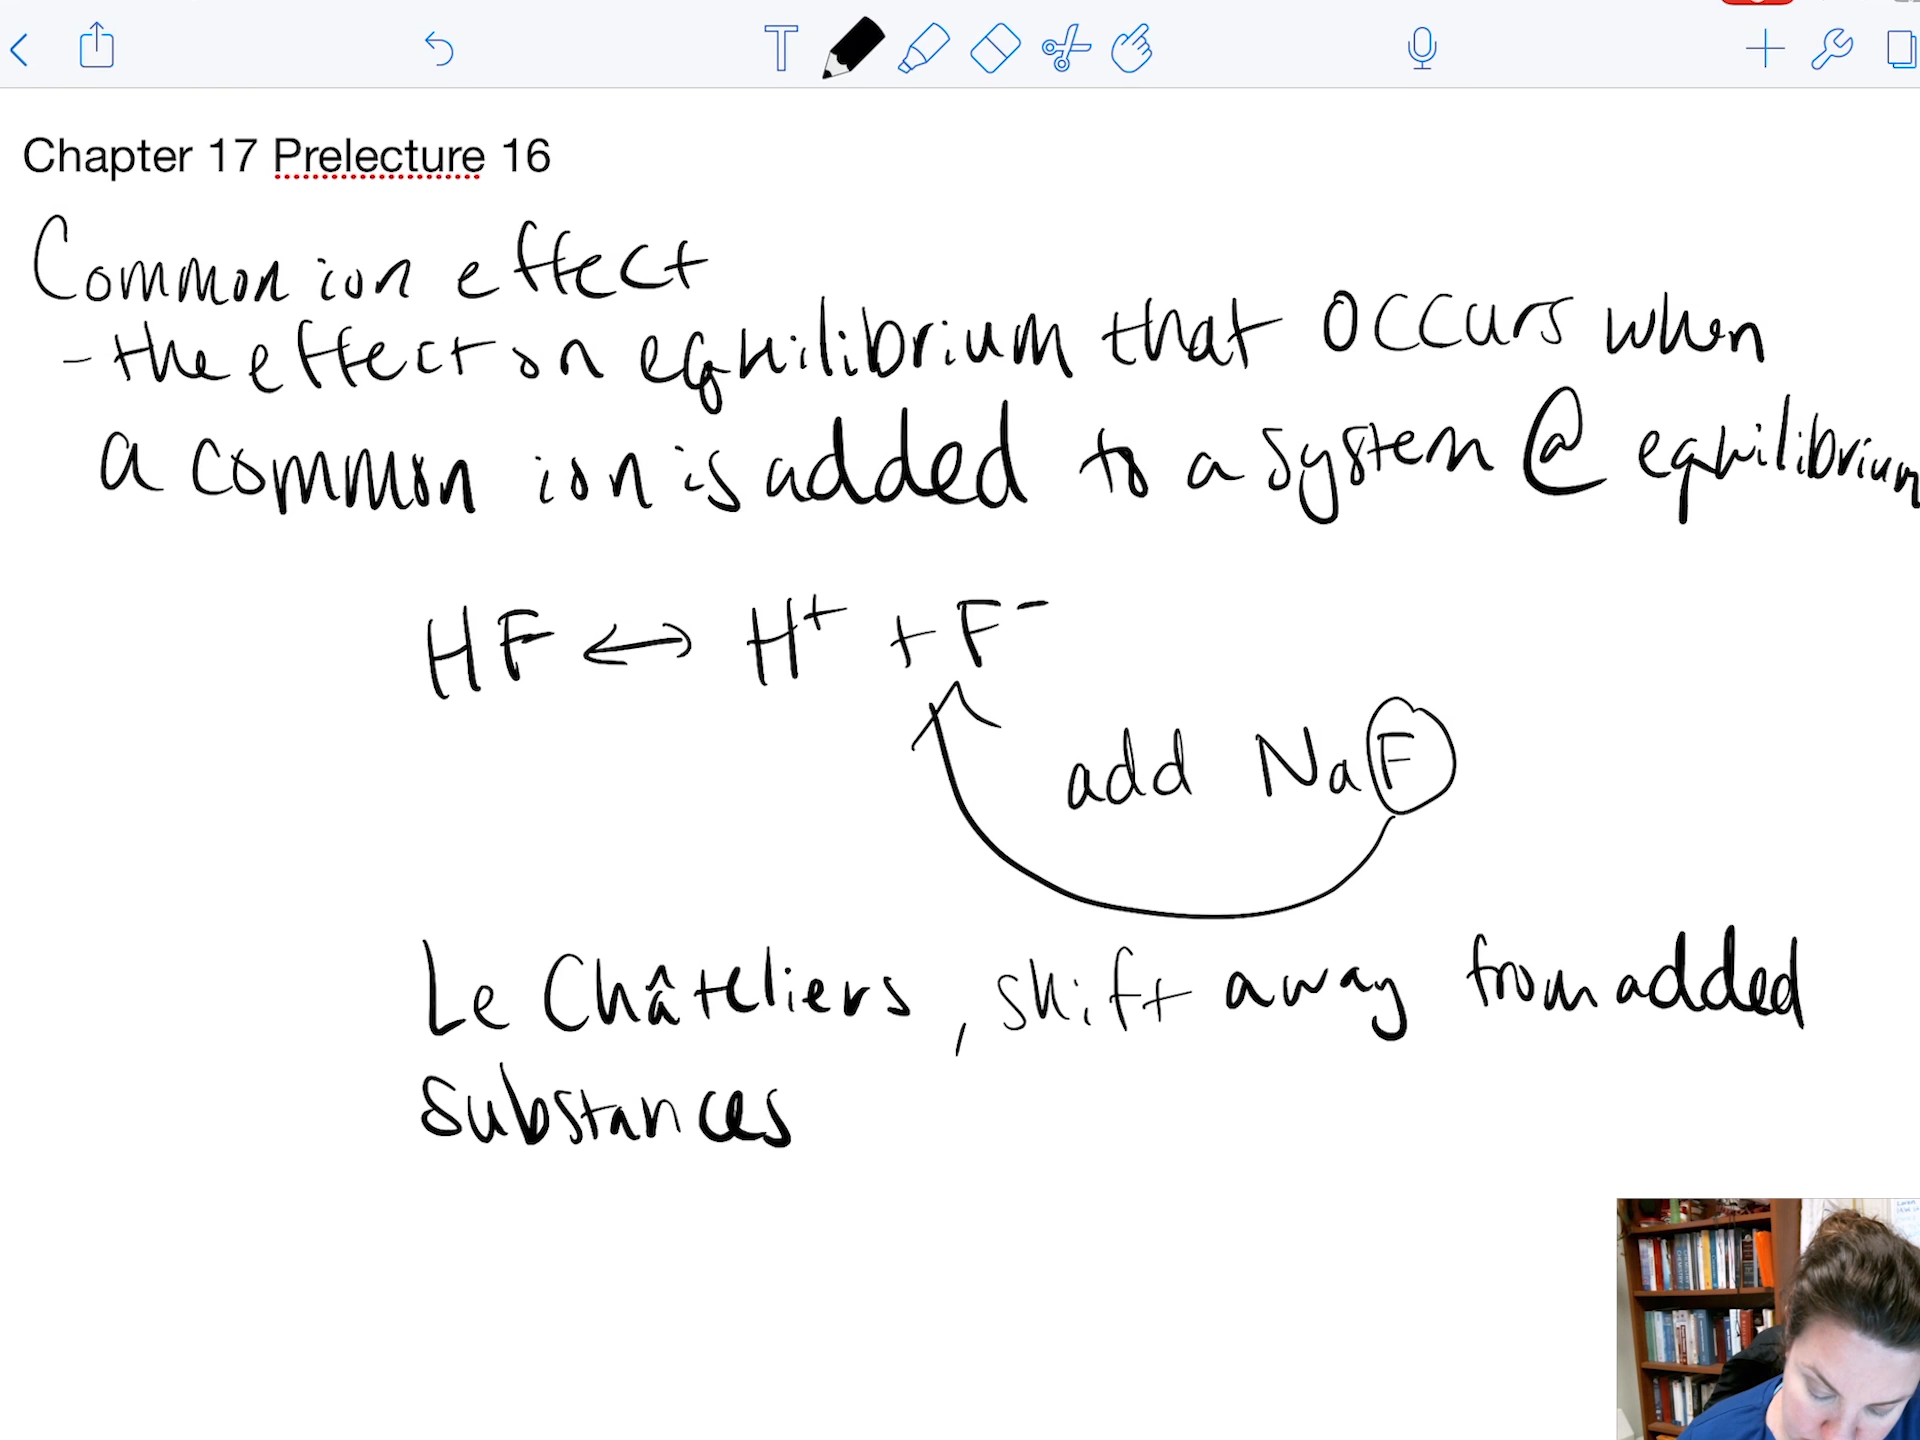 Chapter 17 Prelecture 16
Common ion effect
- the effect on equilibrium that occurs when
a common ion is added to a system @ equilibrium
HF ↔ H⁺ + F⁻
add NaF
Le Châteliers, shift away from added
substances